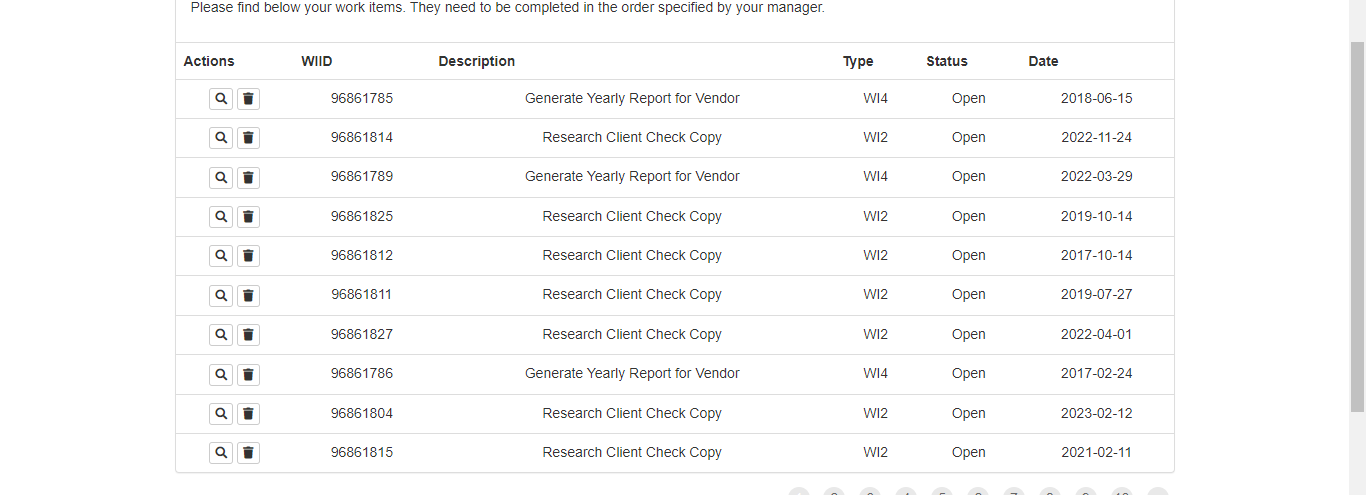 Please find below your work items. They need to be completed in the order specified by your manager.
Actions WIID Description Type Status Date
96861785 Generate Yearly Report for Vendor WI4 Open 2018-06-15
96861814 Research Client Check Copy WI2 Open 2022-11-24
96861789 Generate Yearly Report for Vendor WI4 Open 2022-03-29
96861825 Research Client Check Copy WI2 Open 2019-10-14
96861812 Research Client Check Copy WI2 Open 2017-10-14
96861811 Research Client Check Copy WI2 Open 2019-07-27
96861827 Research Client Check Copy WI2 Open 2022-04-01
96861786 Generate Yearly Report for Vendor WI4 Open 2017-02-24
96861804 Research Client Check Copy WI2 Open 2023-02-12
96861815 Research Client Check Copy WI2 Open 2021-02-11